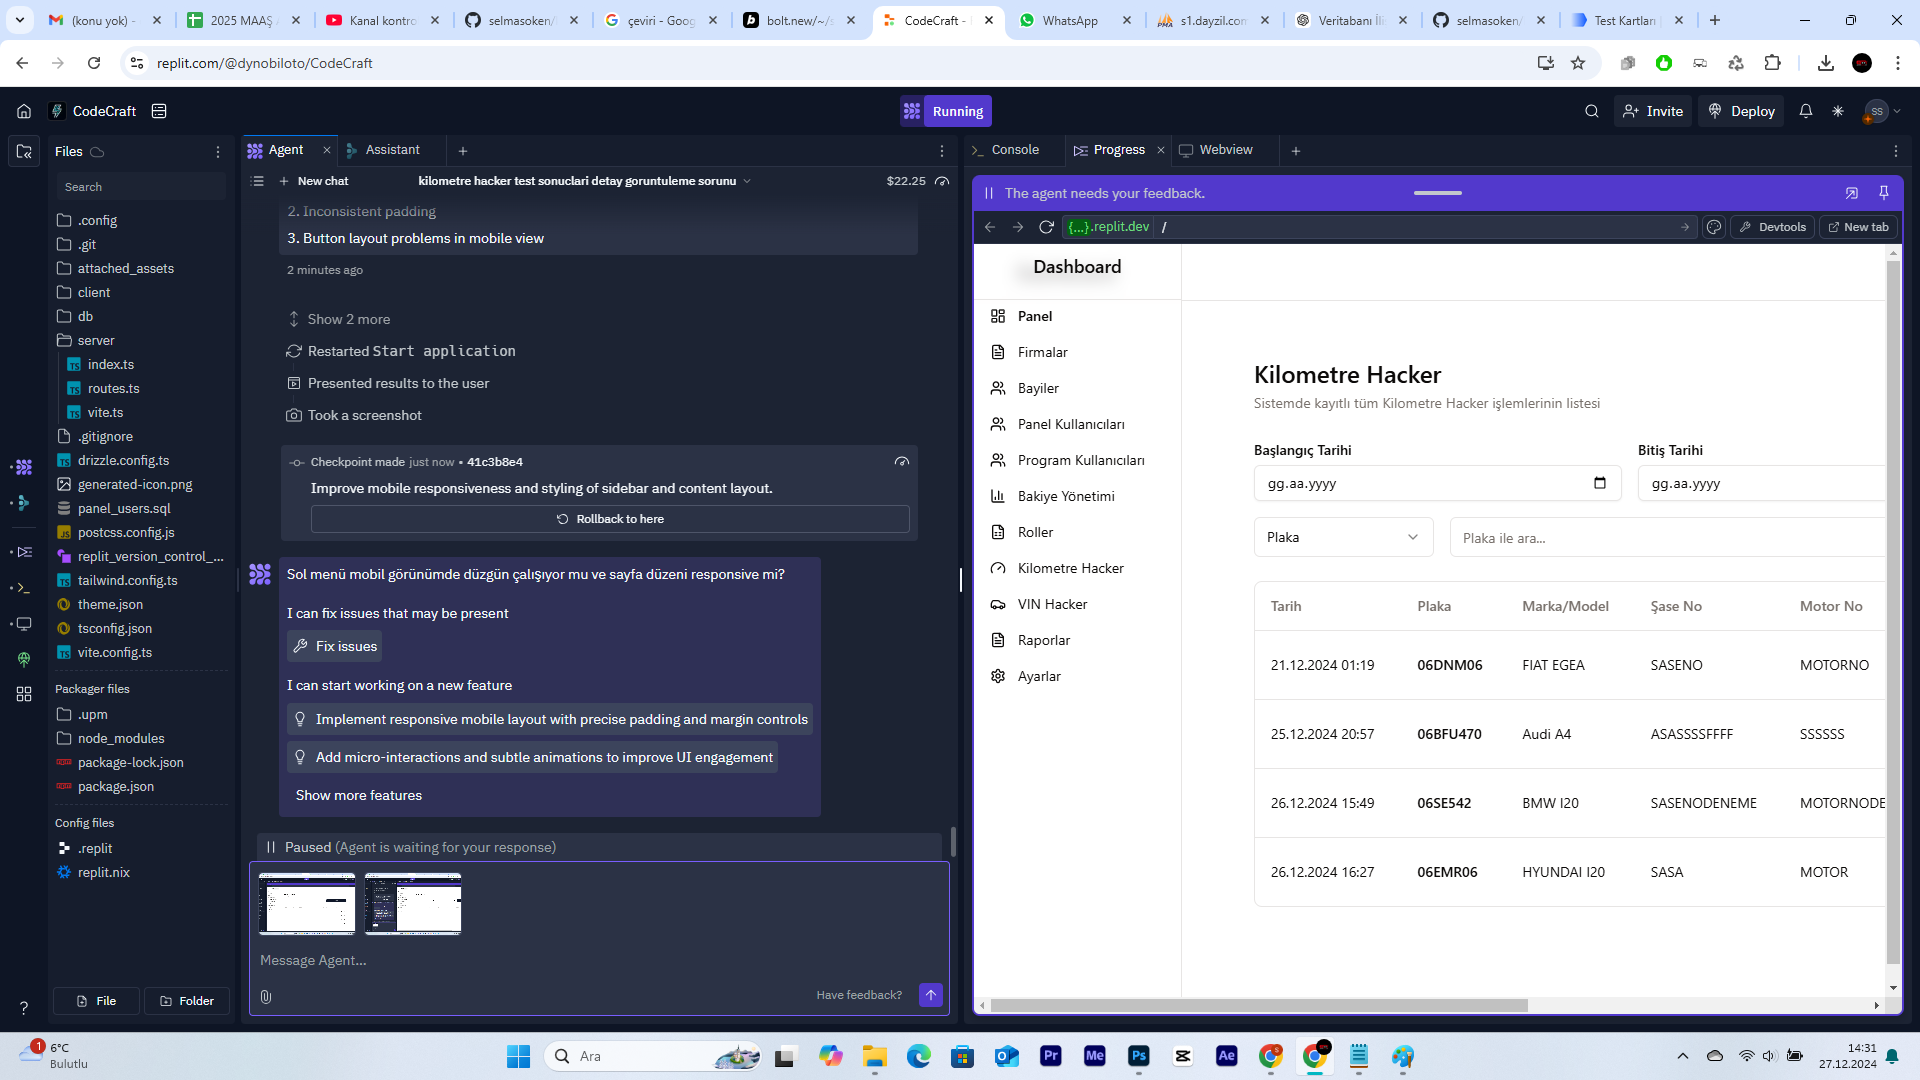 (konu yok) -
2025 MAAŞ
Kanal kontro
selmasoken/
çeviri - Goog
bolt.new/~/s
CodeCraft -
WhatsApp
s1.dayzil.com
Veritabanı İli
selmasoken/
Test Kartları
replit.com/@dynobiloto/CodeCraft
CodeCraft
Running
Invite
Deploy
SS
Files
Agent
Assistant
Console
Progress
Webview
Search
New chat
kilometre hacker test sonuclari detay goruntuleme sorunu
$22.25
The agent needs your feedback.
{...}.replit.dev
/
Devtools
New tab
.config
.git
attached_assets
client
db
server
index.ts
routes.ts
vite.ts
.gitignore
drizzle.config.ts
generated-icon.png
panel_users.sql
postcss.config.js
replit_version_control_...
tailwind.config.ts
theme.json
tsconfig.json
vite.config.ts
Packager files
.upm
node_modules
package-lock.json
package.json
Config files
.replit
replit.nix
File
Folder
2. Inconsistent padding
3. Button layout problems in mobile view
2 minutes ago
Show 2 more
Restarted Start application
Presented results to the user
Took a screenshot
Checkpoint made just now • 41c3b8e4
Improve mobile responsiveness and styling of sidebar and content layout.
Rollback to here
Sol menü mobil görünümde düzgün çalışıyor mu ve sayfa düzeni responsive mi?
I can fix issues that may be present
Fix issues
I can start working on a new feature
Implement responsive mobile layout with precise padding and margin controls
Add micro-interactions and subtle animations to improve UI engagement
Show more features
Paused (Agent is waiting for your response)
Message Agent...
Have feedback?
Dashboard
Panel
Firmalar
Bayiler
Panel Kullanıcıları
Program Kullanıcıları
Bakiye Yönetimi
Roller
Kilometre Hacker
VIN Hacker
Raporlar
Ayarlar
Kilometre Hacker
Sistemde kayıtlı tüm Kilometre Hacker işlemlerinin listesi
Başlangıç Tarihi
Bitiş Tarihi
gg.aa.yyyy
gg.aa.yyyy
Plaka
Plaka ile ara...
Tarih Plaka Marka/Model Şase No Motor No
21.12.2024 01:19 06DNM06 FIAT EGEA SASENO MOTORNO
25.12.2024 20:57 06BFU470 Audi A4 ASASSSSFFFF SSSSSS
26.12.2024 15:49 06SE542 BMW I20 SASENODENEME MOTORNODE
26.12.2024 16:27 06EMR06 HYUNDAI I20 SASA MOTOR
1
6°C
Bulutlu
Ara
Pr
Me
Ps
Ae
14:31
27.12.2024